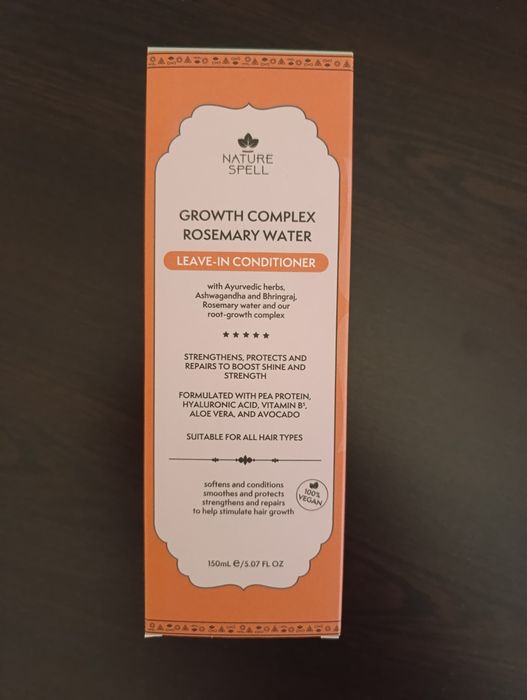 NATURE
SPELL
GROWTH COMPLEX
ROSEMARY WATER
LEAVE-IN CONDITIONER
with Ayurvedic herbs,
Ashwagandha and Bhringraj,
Rosemary water and our
root-growth complex
STRENGTHENS, PROTECTS AND
REPAIRS TO BOOST SHINE AND
STRENGTH
FORMULATED WITH PEA PROTEIN,
HYALURONIC ACID, VITAMIN B⁵,
ALOE VERA, AND AVOCADO
SUITABLE FOR ALL HAIR TYPES
softens and conditions
smoothes and protects
strengthens and repairs
to help stimulate hair growth
100%
VEGAN
150mL ℮/5.07 FL OZ